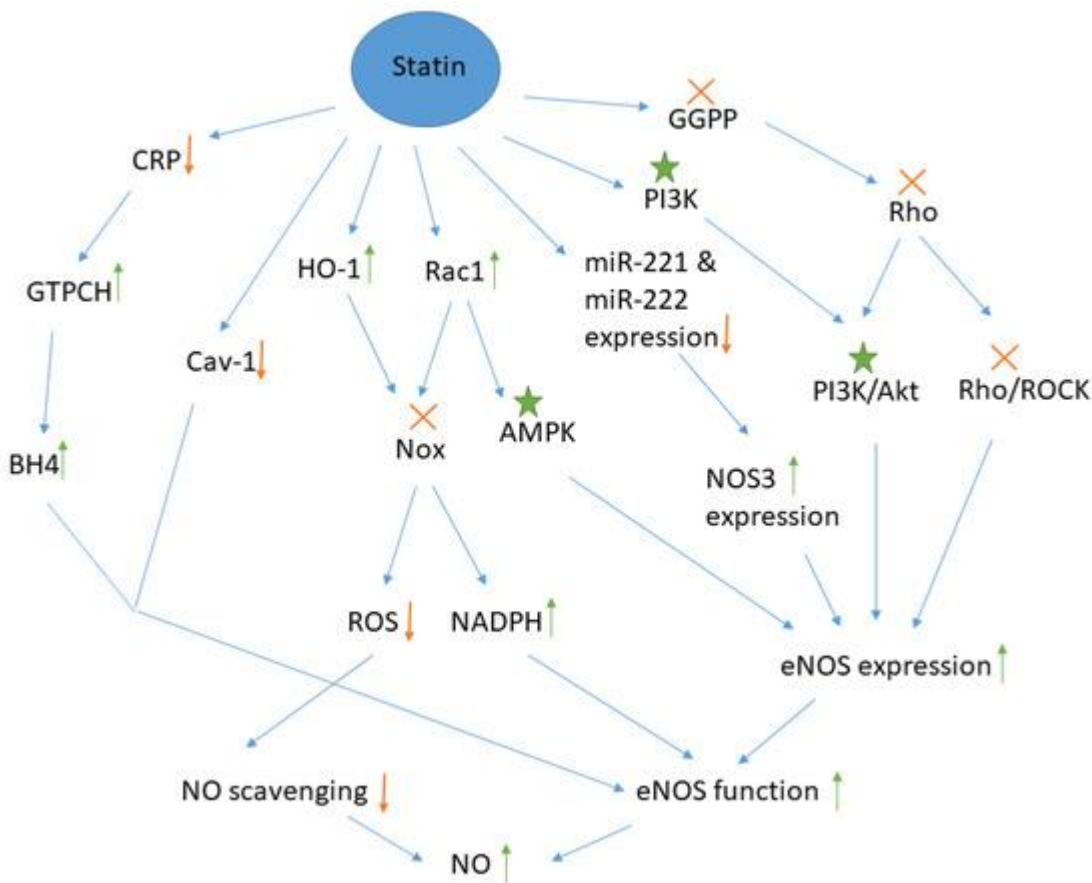 Statin
GGPP
CRP
PI3K
Rho
HO-1
Rac1
miR-221 &
miR-222
expression
GTPCH
Cav-1
PI3K/Akt
Rho/ROCK
Nox
AMPK
BH4
NOS3
expression
ROS
NADPH
eNOS expression
NO scavenging
eNOS function
NO